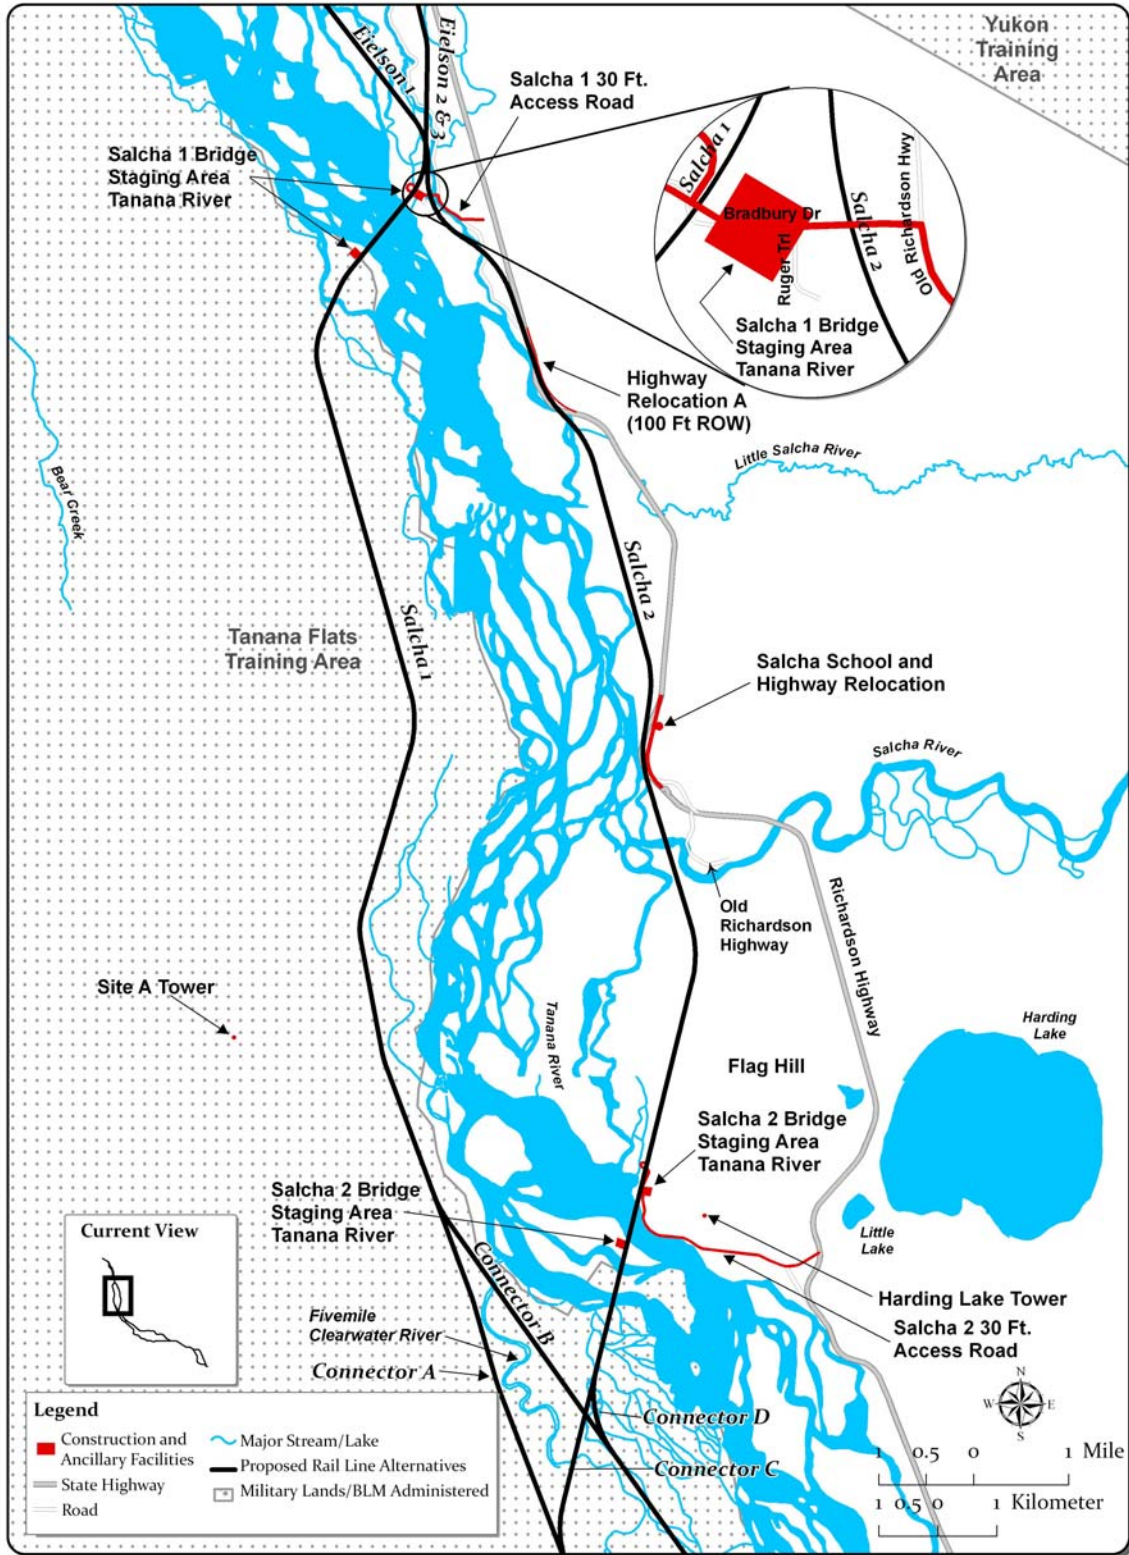 Yukon
Training
Area
Eielson 1
Eielson 2 & 3
Salcha 1 30 Ft.
Access Road
Salcha 1 Bridge
Staging Area
Tanana River
Salcha 1
Bradbury Dr
Ruger Trl
Salcha 2
Old Richardson Hwy
Salcha 1 Bridge
Staging Area
Tanana River
Highway
Relocation A
(100 Ft ROW)
Little Salcha River
Bear Creek
Salcha 2
Salcha 1
Tanana Flats
Training Area
Salcha School and
Highway Relocation
Salcha River
Old
Richardson
Highway
Richardson Highway
Site A Tower
Tanana River
Harding
Lake
Flag Hill
Salcha 2 Bridge
Staging Area
Tanana River
Salcha 2 Bridge
Staging Area
Tanana River
Little
Lake
Current View
Connector B
Harding Lake Tower
Salcha 2 30 Ft.
Access Road
Fivemile
Clearwater River
Connector A
Connector D
Connector C
N
W
E
S
Legend
Construction and
Ancillary Facilities
State Highway
Road
Major Stream/Lake
Proposed Rail Line Alternatives
Military Lands/BLM Administered
1 0.5 0 1 Mile
1 0.5 0 1 Kilometer